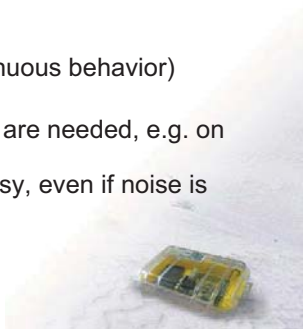 nuous behavior)
are needed, e.g. on
sy, even if noise is